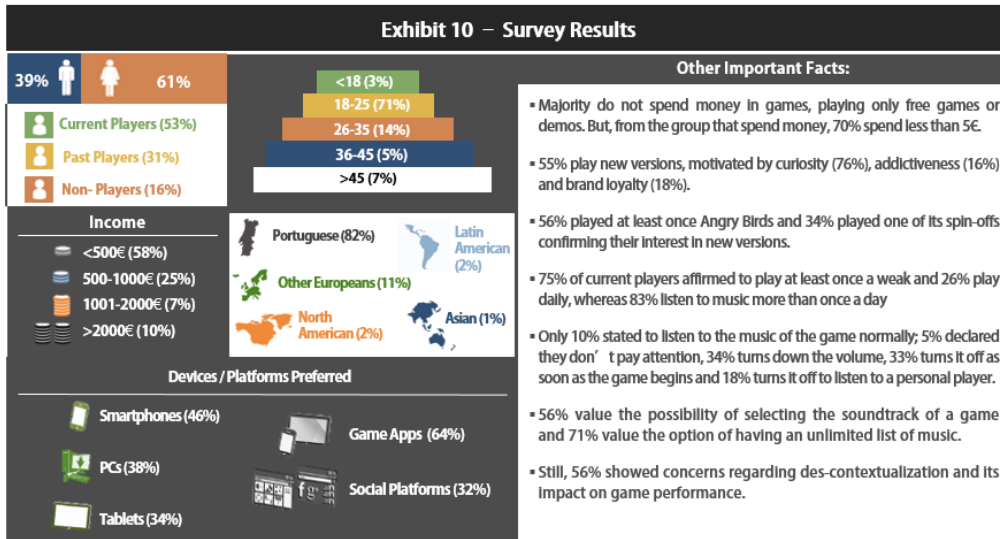 Exhibit 10 – Survey Results
39%
61%
Current Players (53%)
Past Players (31%)
Non- Players (16%)
<18 (3%)
18-25 (71%)
26-35 (14%)
36-45 (5%)
>45 (7%)
Income
<500€ (58%)
500-1000€ (25%)
1001-2000€ (7%)
>2000€ (10%)
Portuguese (82%)
Latin
American
(2%)
Other Europeans (11%)
North
American (2%)
Asian (1%)
Devices / Platforms Preferred
Smartphones (46%)
PCs (38%)
Tablets (34%)
Game Apps (64%)
Social Platforms (32%)
Other Important Facts:
▪ Majority do not spend money in games, playing only free games or
demos. But, from the group that spend money, 70% spend less than 5€.
▪ 55% play new versions, motivated by curiosity (76%), addictiveness (16%)
and brand loyalty (18%).
▪ 56% played at least once Angry Birds and 34% played one of its spin-offs
confirming their interest in new versions.
▪ 75% of current players affirmed to play at least once a weak and 26% play
daily, whereas 83% listen to music more than once a day
▪ Only 10% stated to listen to the music of the game normally; 5% declared
they don' t pay attention, 34% turns down the volume, 33% turns it off as
soon as the game begins and 18% turns it off to listen to a personal player.
▪ 56% value the possibility of selecting the soundtrack of a game
and 71% value the option of having an unlimited list of music.
▪ Still, 56% showed concerns regarding des-contextualization and its
impact on game performance.